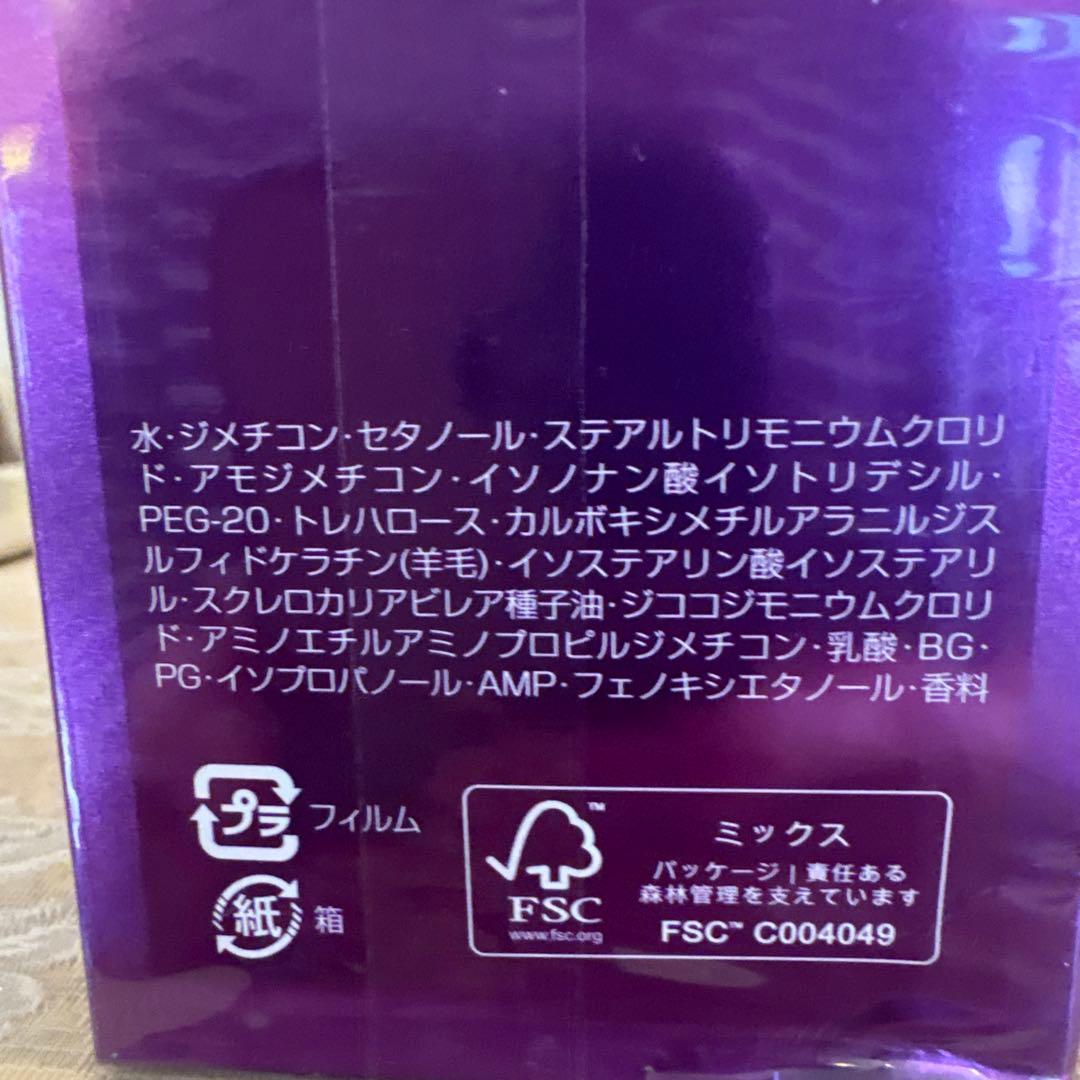 水・ジメチコン・セタノール・ステアルトリモニウムクロリ
ド・アモジメチコン・イソノナン酸イソトリデシル・
PEG-20・トレハロース・カルボキシメチルアラニルジス
ルフィドケラチン(羊毛)・イソステアリン酸イソステアリ
ル・スクレロカリアビレア種子油・ジココジモニウムクロリ
ド・アミノエチルアミノプロピルジメチコン・乳酸・BG・
PG・イソプロパノール・AMP・フェノキシエタノール・香料
プラ フィルム
紙 箱
FSC
www.fsc.org
ミックス
パッケージ | 責任ある
森林管理を支えています
FSC™ C004049